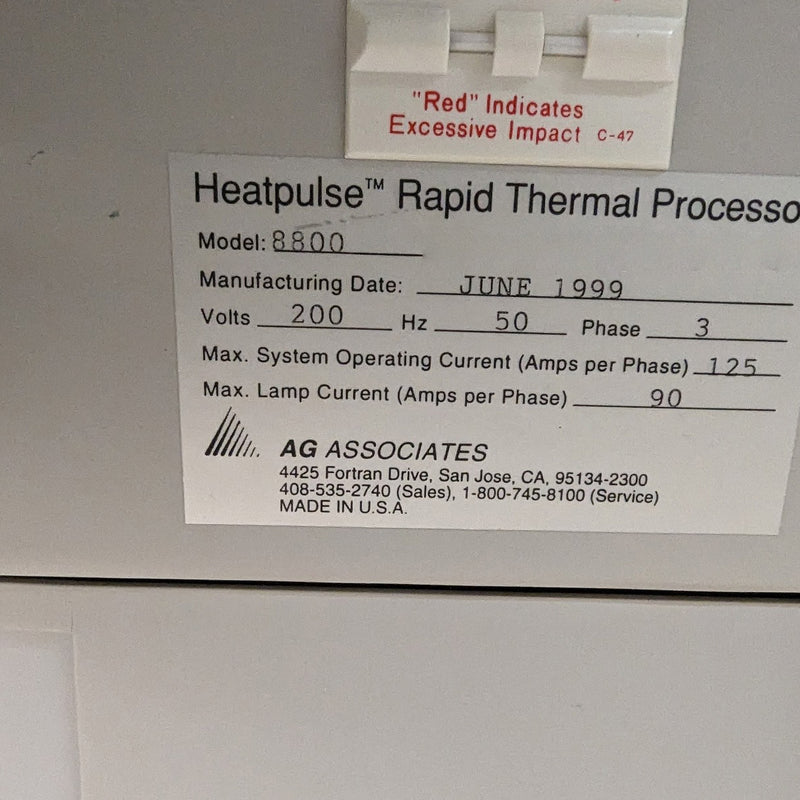 "Red" Indicates
Excessive Impact C-47
Heatpulse™ Rapid Thermal Processo
Model: 8800
Manufacturing Date: JUNE 1999
Volts 200 Hz 50 Phase 3
Max. System Operating Current (Amps per Phase) 125
Max. Lamp Current (Amps per Phase) 90
AG ASSOCIATES
4425 Fortran Drive, San Jose, CA, 95134-2300
408-535-2740 (Sales), 1-800-745-8100 (Service)
MADE IN U.S.A.